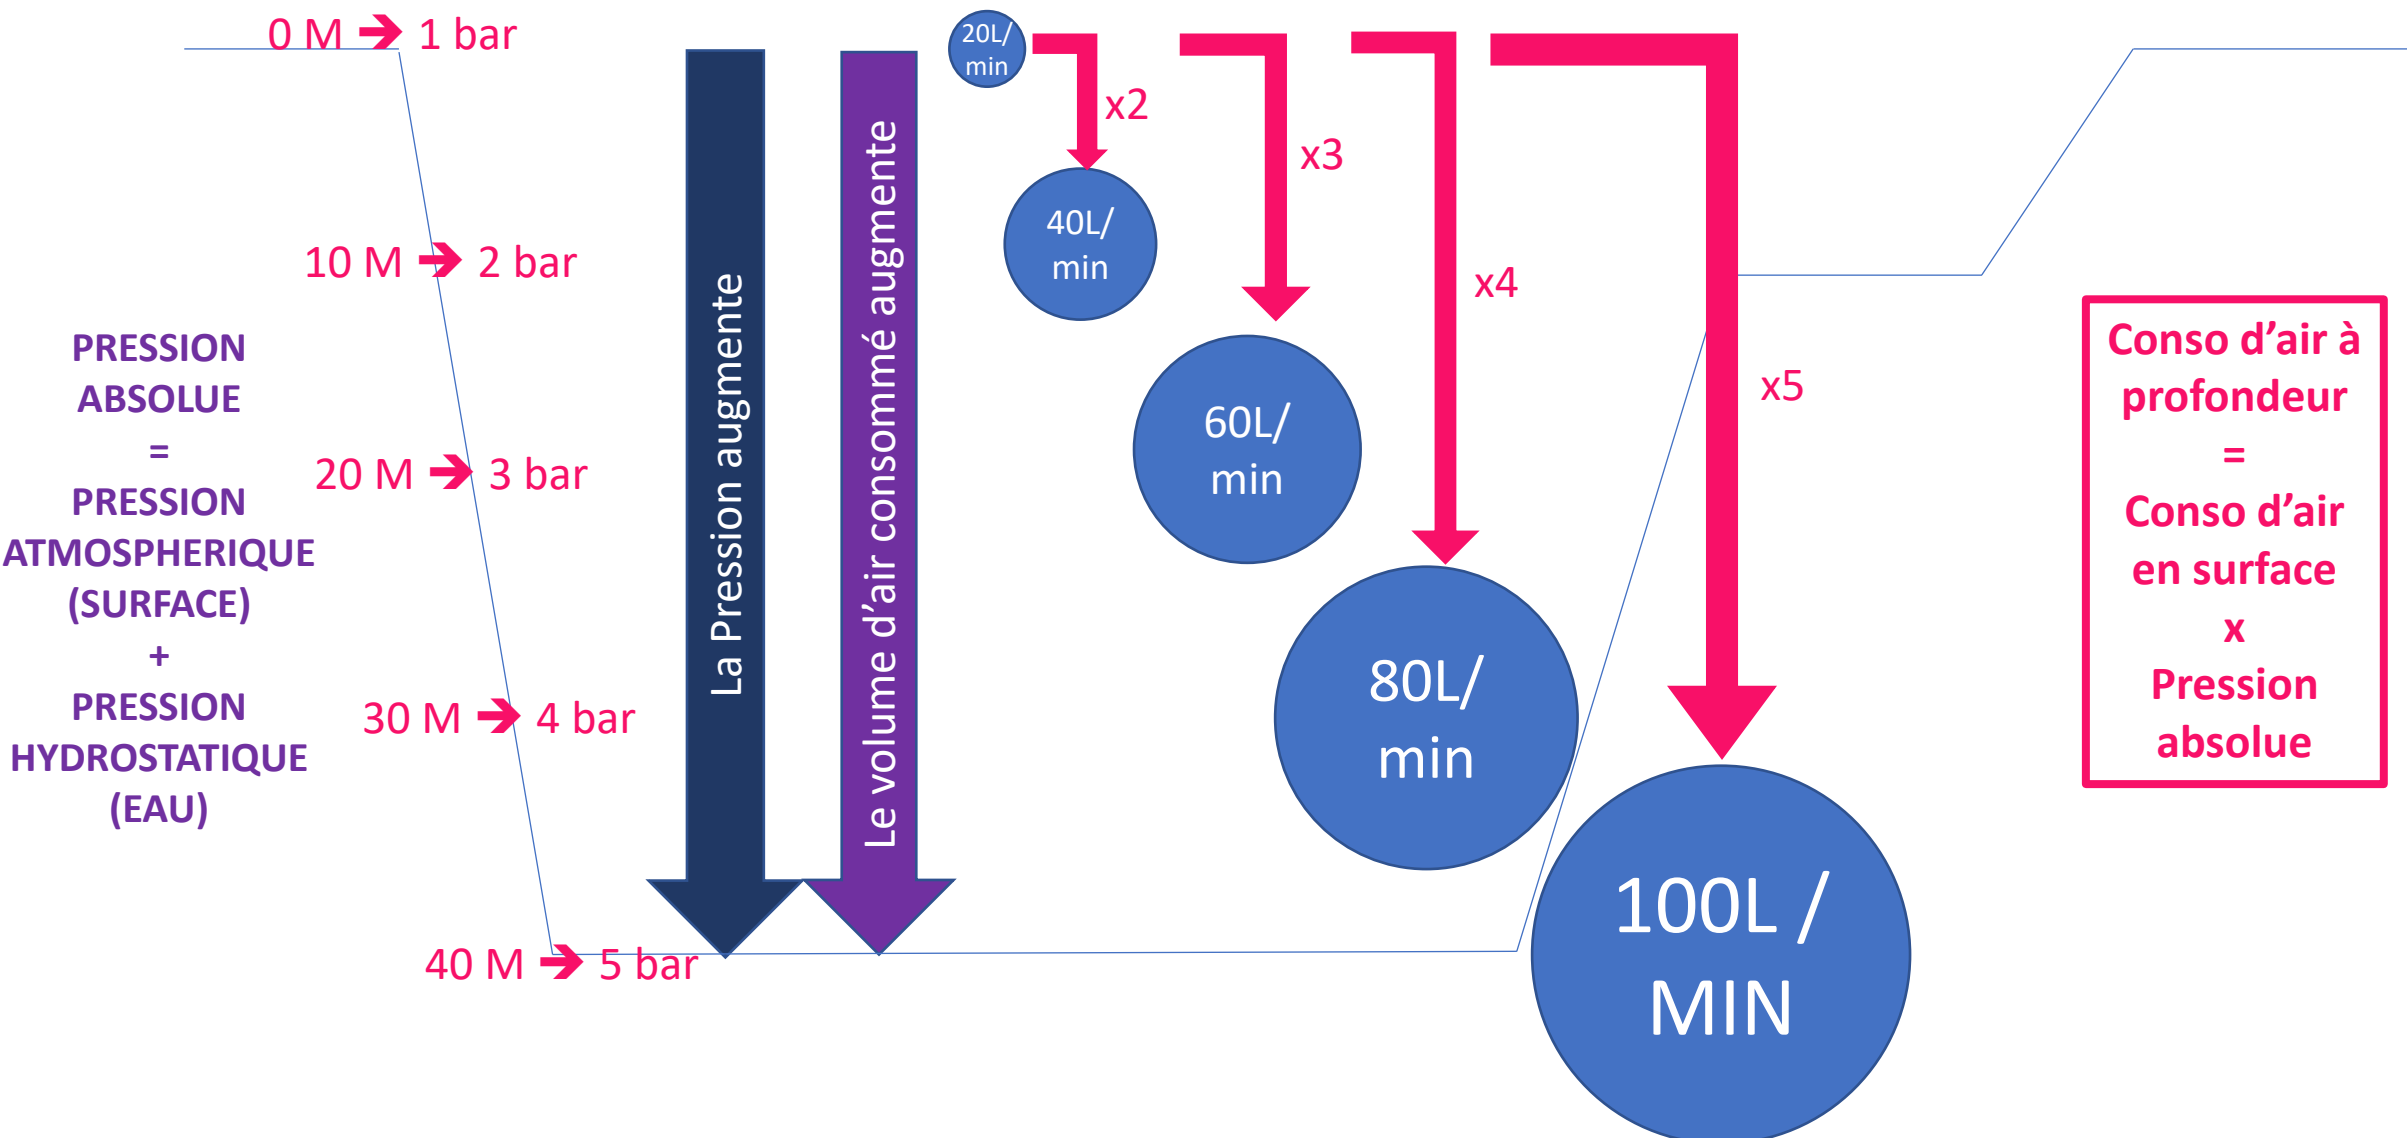 0 M ➔ 1 bar
10 M ➔ 2 bar
20 M ➔ 3 bar
30 M ➔ 4 bar
40 M ➔ 5 bar
PRESSION
ABSOLUE
=
PRESSION
ATMOSPHERIQUE
(SURFACE)
+
PRESSION
HYDROSTATIQUE
(EAU)
La Pression augmente
Le volume d’air consommé augmente
20L/
min
x2
40L/
min
x3
60L/
min
x4
80L/
min
x5
100L /
MIN
Conso d’air à
profondeur
=
Conso d’air
en surface
x
Pression
absolue